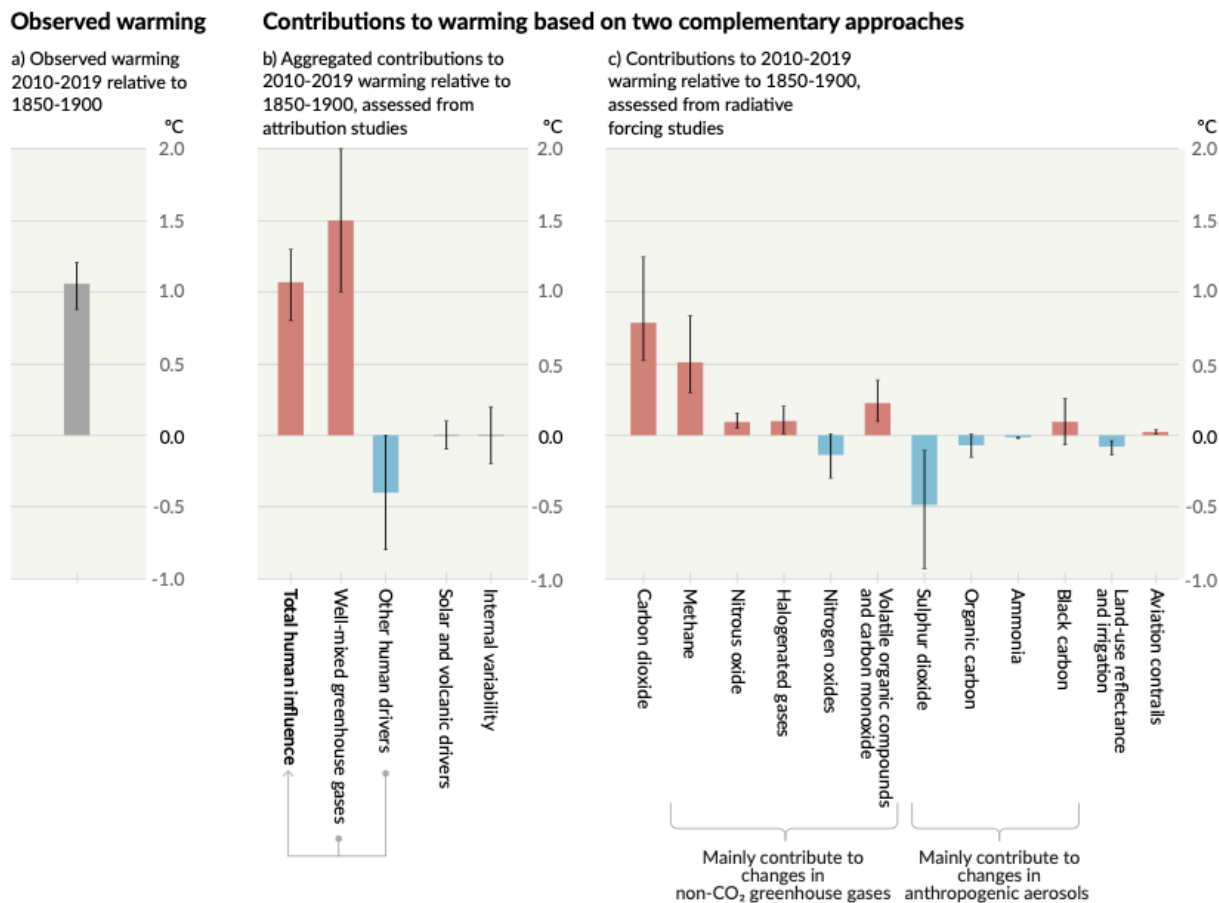 Observed warming
Contributions to warming based on two complementary approaches
a) Observed warming
2010-2019 relative to
1850-1900
b) Aggregated contributions to
2010-2019 warming relative to
1850-1900, assessed from
attribution studies
c) Contributions to 2010-2019
warming relative to 1850-1900,
assessed from radiative
forcing studies
°C
2.0
1.5
1.0
0.5
0.0
-0.5
-1.0
°C
2.0
1.5
1.0
0.5
0.0
-0.5
-1.0
°C
2.0
1.5
1.0
0.5
0.0
-0.5
-1.0
Total human influence
Well-mixed greenhouse gases
Other human drivers
Solar and volcanic drivers
Internal variability
Carbon dioxide
Methane
Nitrous oxide
Halogenated gases
Nitrogen oxides
Volatile organic compounds
and carbon monoxide
Sulphur dioxide
Organic carbon
Ammonia
Black carbon
Land-use reflectance
and irrigation
Aviation contrails
Mainly contribute to
changes in
non-CO₂ greenhouse gases
Mainly contribute to
changes in
anthropogenic aerosols